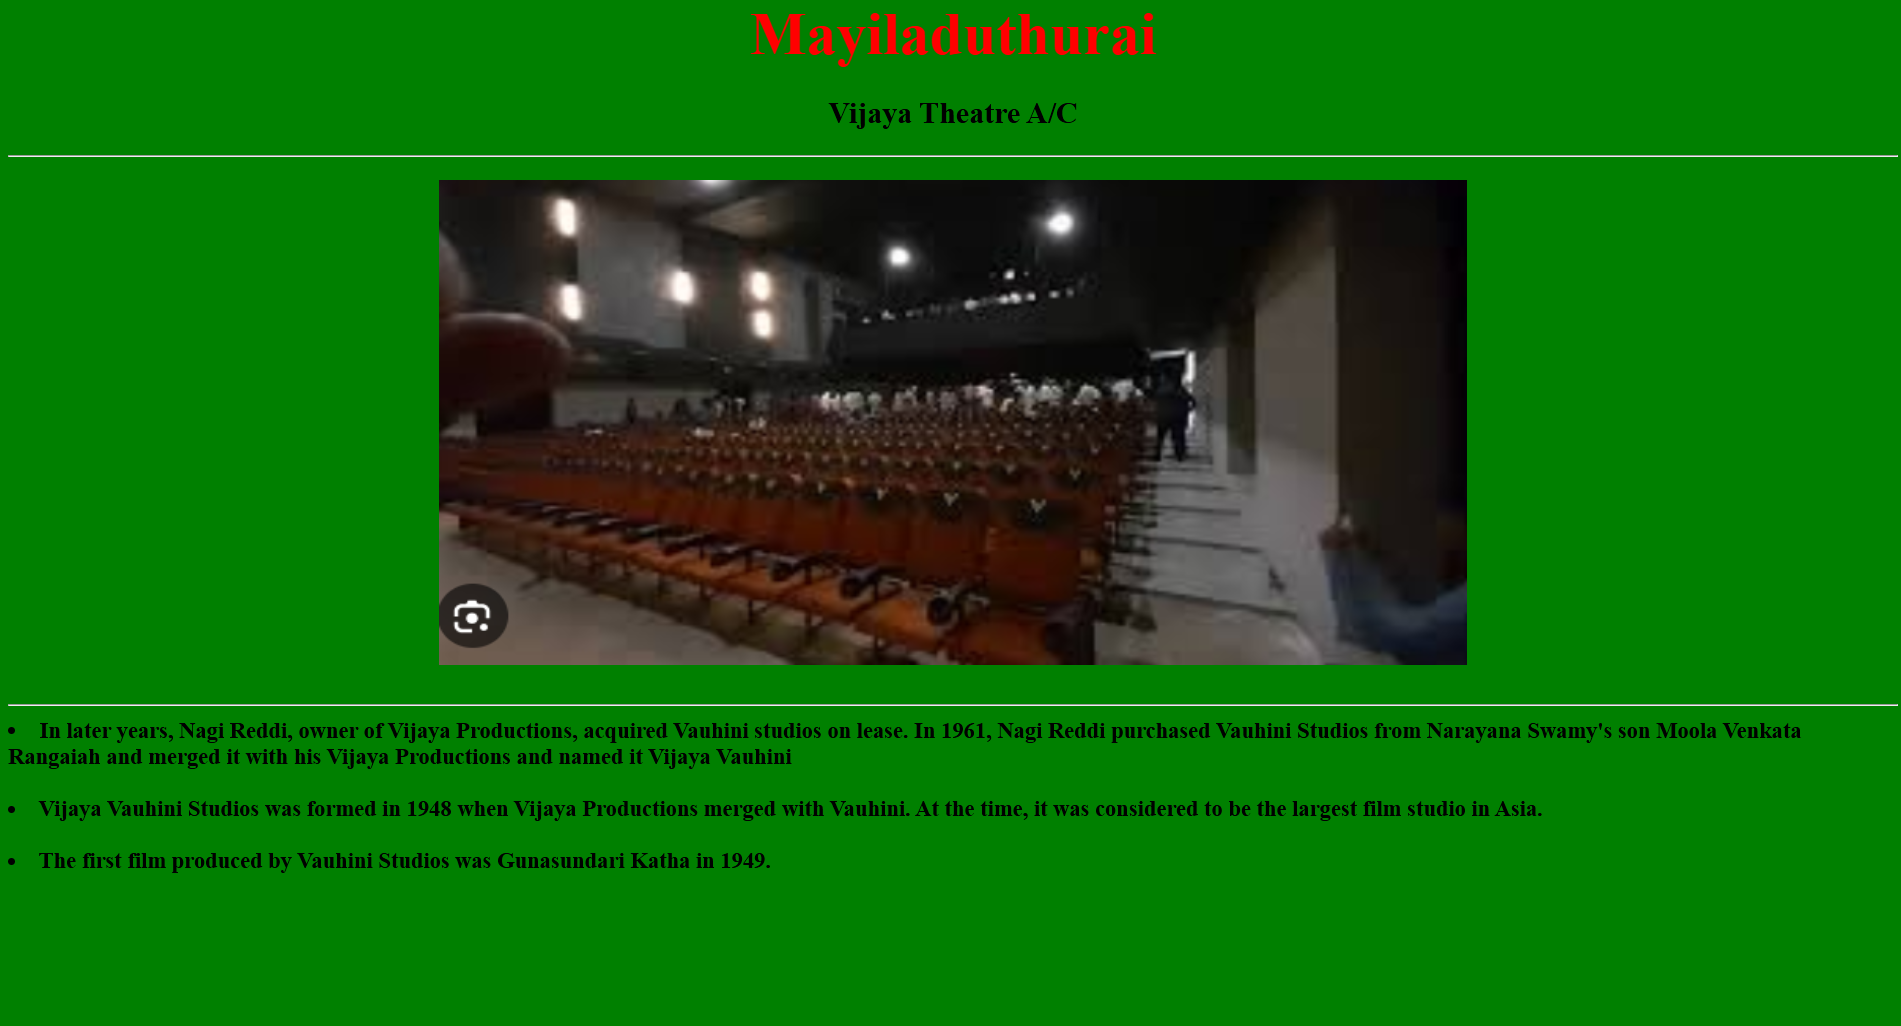 Mayiladuthurai
Vijaya Theatre A/C
• In later years, Nagi Reddi, owner of Vijaya Productions, acquired Vauhini studios on lease. In 1961, Nagi Reddi purchased Vauhini Studios from Narayana Swamy's son Moola Venkata
Rangaiah and merged it with his Vijaya Productions and named it Vijaya Vauhini
• Vijaya Vauhini Studios was formed in 1948 when Vijaya Productions merged with Vauhini. At the time, it was considered to be the largest film studio in Asia.
• The first film produced by Vauhini Studios was Gunasundari Katha in 1949.